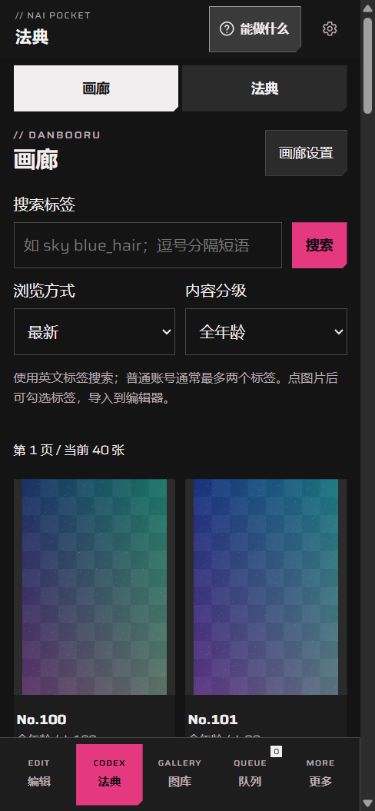 // NAI POCKET
法典
? 能做什么
画廊
法典
// DANBOORU
画廊
画廊设置
搜索标签
如 sky blue_hair；逗号分隔短语
搜索
浏览方式
内容分级
最新
全年龄
使用英文标签搜索；普通账号通常最多两个标签。点图片后
可勾选标签，导入到编辑器。
第 1 页 / 当前 40 张
No.100
No.101
EDIT
编辑
CODEX
法典
GALLERY
图库
QUEUE
0
队列
MORE
更多